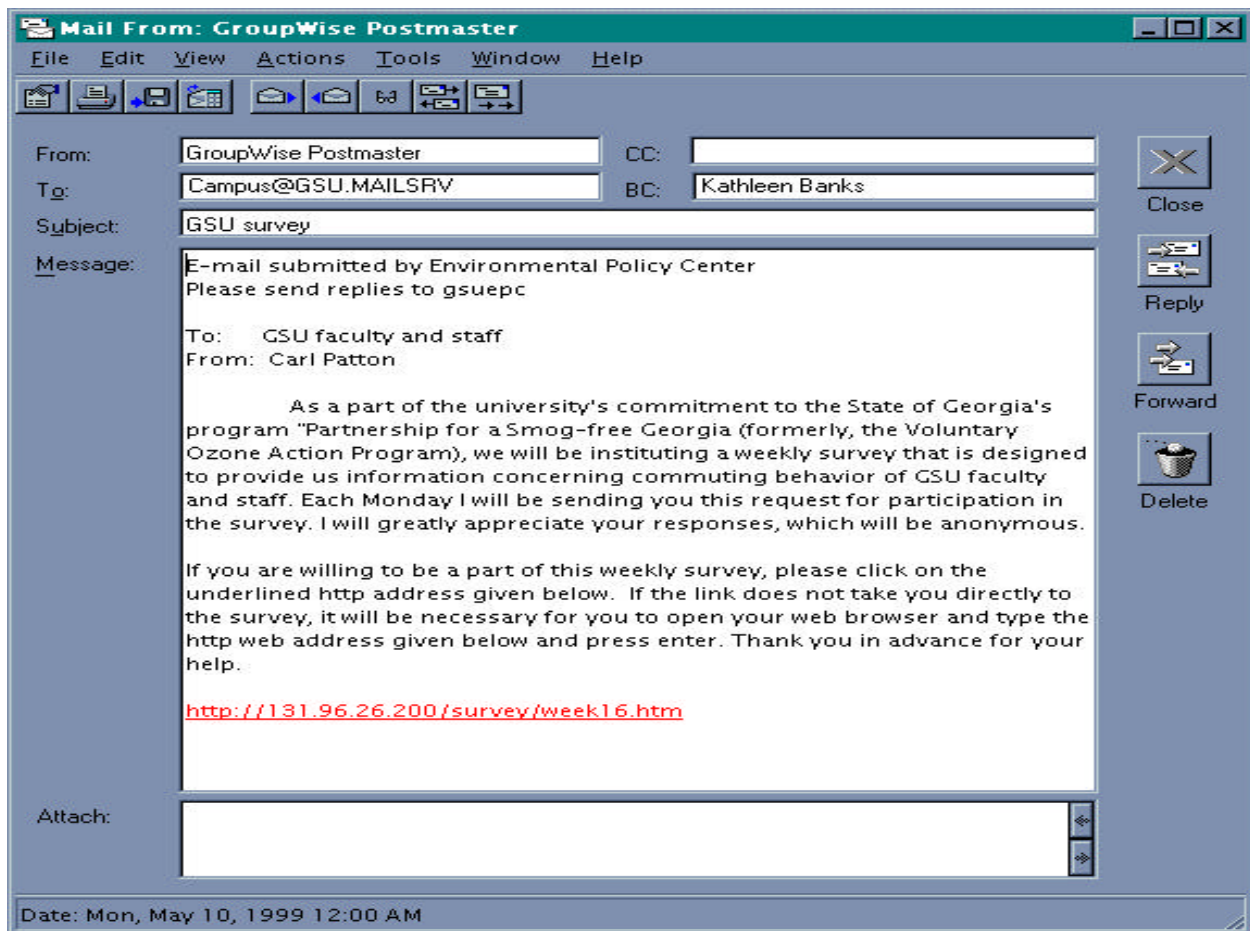 Mail From: GroupWise Postmaster
File Edit View Actions Tools Window Help
From: GroupWise Postmaster CC:
To: Campus@GSU.MAILSRV BC: Kathleen Banks
Close
Subject: GSU survey
Message: E-mail submitted by Environmental Policy Center
Please send replies to gsuepc
Reply
To: GSU faculty and staff
From: Carl Patton
Forward
As a part of the university's commitment to the State of Georgia's
program "Partnership for a Smog-free Georgia (formerly, the Voluntary
Ozone Action Program), we will be instituting a weekly survey that is designed
to provide us information concerning commuting behavior of GSU faculty
and staff. Each Monday I will be sending you this request for participation in
the survey. I will greatly appreciate your responses, which will be anonymous.
Delete
If you are willing to be a part of this weekly survey, please click on the
underlined http address given below. If the link does not take you directly to
the survey, it will be necessary for you to open your web browser and type the
http web address given below and press enter. Thank you in advance for your
help.
http://131.96.26.200/survey/week16.htm
Attach:
Date: Mon, May 10, 1999 12:00 AM